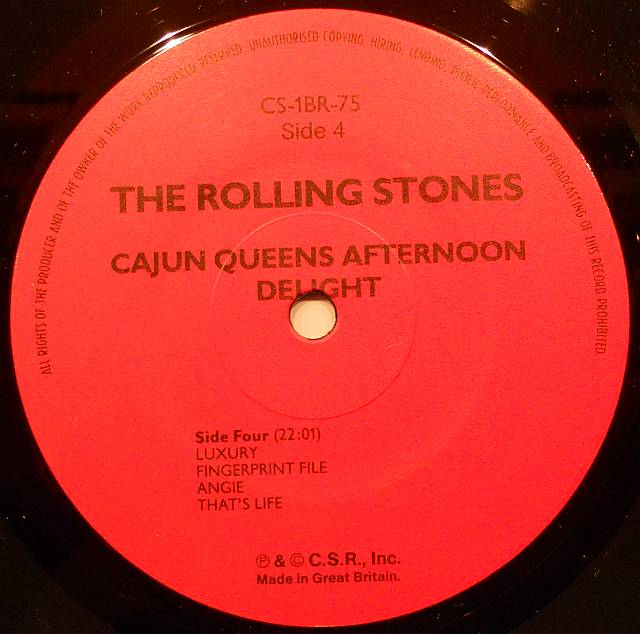 ALL RIGHTS OF THE PRODUCER AND OF THE OWNER OF THE WORK REPRODUCED RESERVED. UNAUTHORISED COPYING, HIRING, LENDING, PUBLIC PERFORMANCE AND BROADCASTING OF THIS RECORD PROHIBITED.
CS-1BR-75
Side 4
THE ROLLING STONES
CAJUN QUEENS AFTERNOON
DELIGHT
Side Four (22:01)
LUXURY
FINGERPRINT FILE
ANGIE
THAT'S LIFE
℗ & © C.S.R., Inc.
Made in Great Britain.